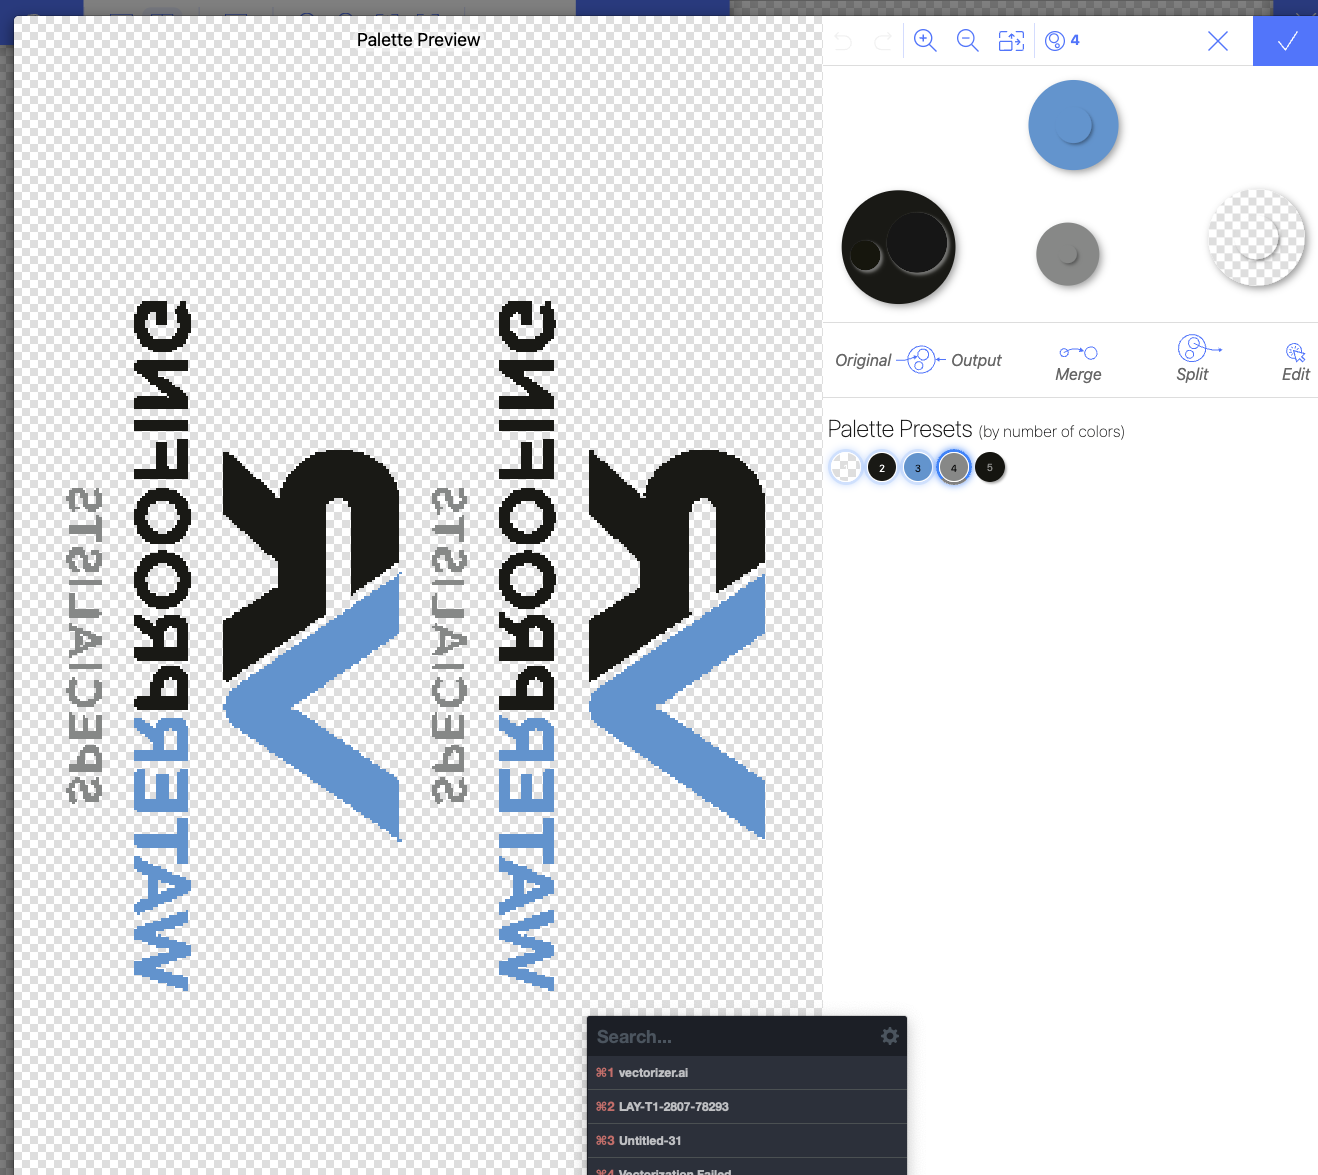 Palette Preview
4
Original
Output
Merge
Split
Edit
Palette Presets (by number of colors)
2
3
4
5
SPECIALISTS
WATERPROOFING
SPECIALISTS
WATERPROOFING
Search...
⌘1 vectorizer.ai
⌘2 LAY-T1-2807-78293
⌘3 Untitled-31
⌘4 Vectorization Failed